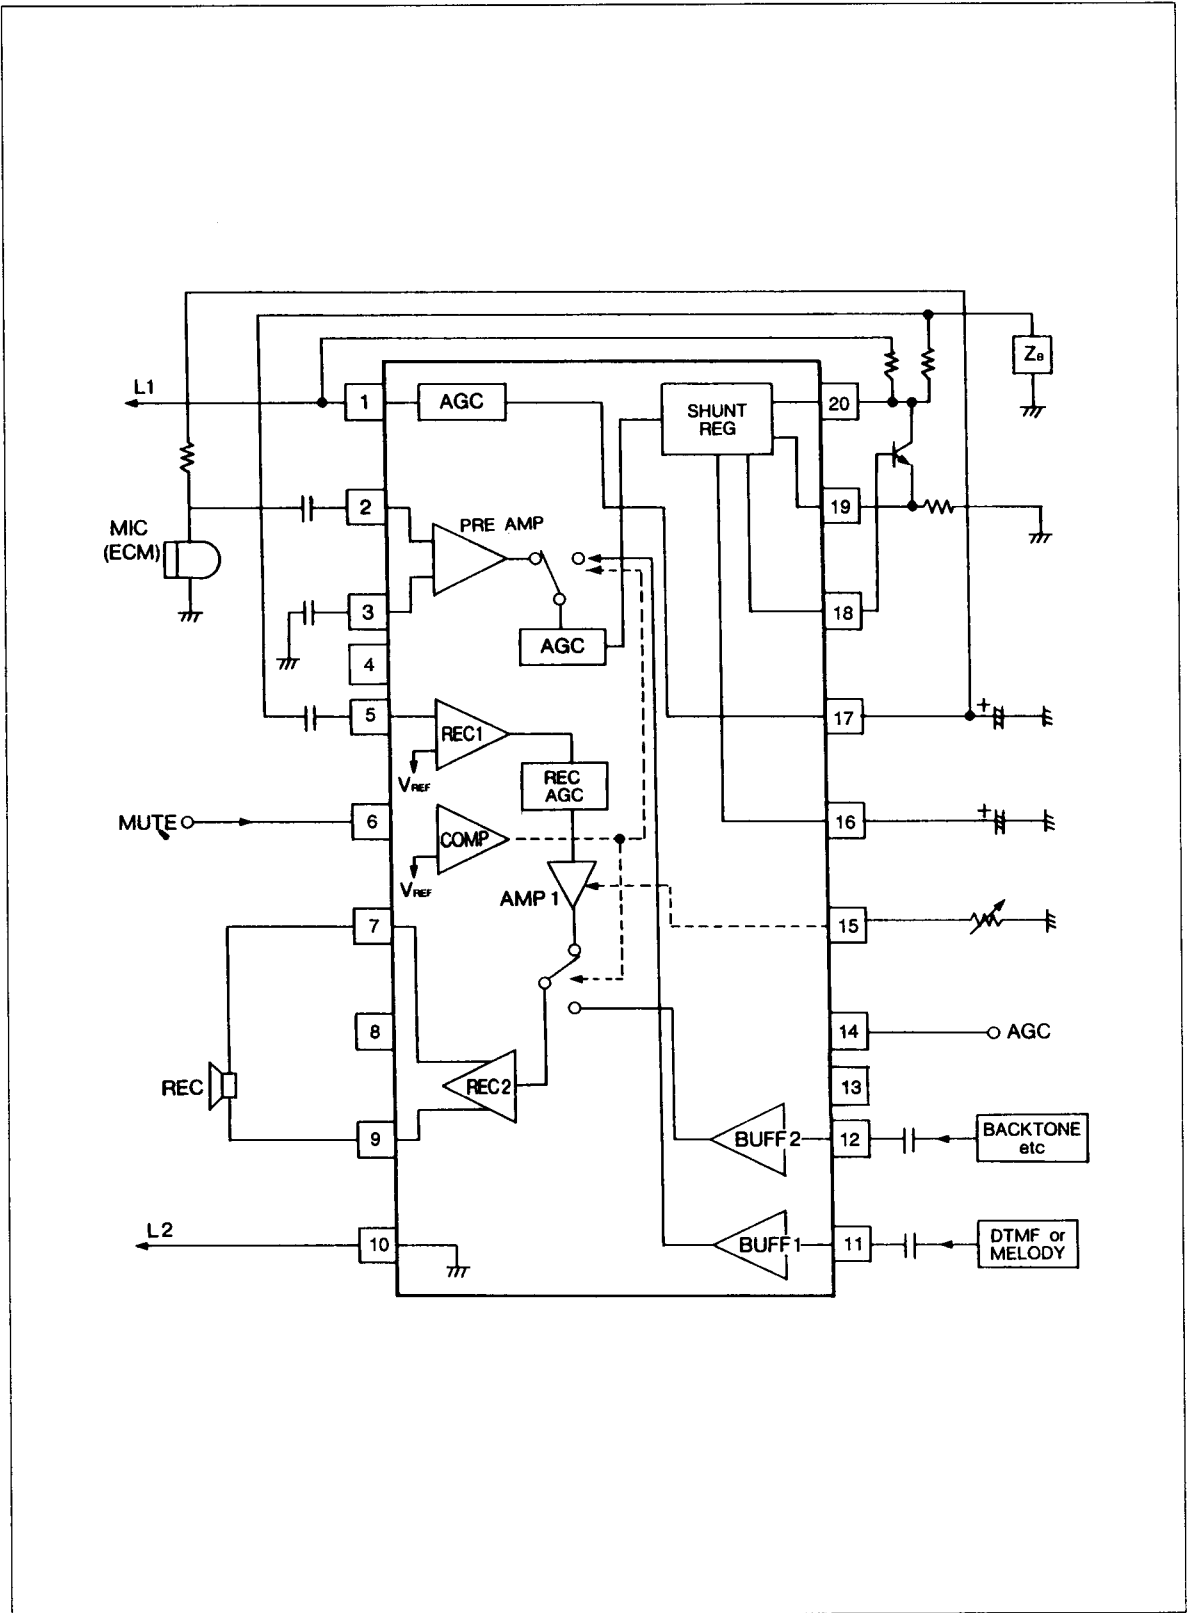 ZB
L1
1
AGC
SHUNT
REG
20
2
PRE AMP
19
MIC
(ECM)
3
AGC
18
4
5
REC1
VREF
REC
AGC
17
MUTE
6
COMP
VREF
AMP 1
16
7
15
8
14
AGC
REC
REC2
13
9
BUFF2
12
BACKTONE
etc
L2
10
BUFF1
11
DTMF or
MELODY
+
+